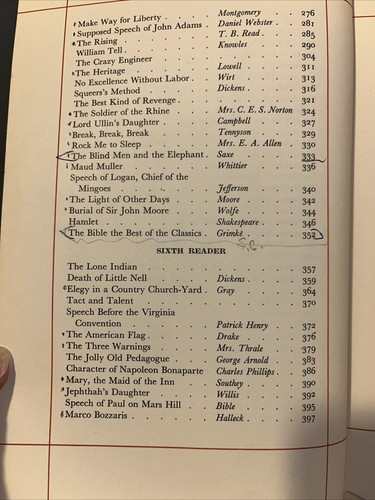 Make Way for Liberty . . . Montgomery . . 276
Supposed Speech of John Adams . Daniel Webster . . 281
The Rising . . . . T. B. Read . . . 285
William Tell . . . . Knowles . . 290
The Crazy Engineer . . . . . 304
The Heritage . . . . Lowell . . . 311
No Excellence Without Labor . . Wirt . . . 313
Squeers's Method . . . Dickens . . . 316
The Best Kind of Revenge . . . . . 321
The Soldier of the Rhine . . Mrs. C. E. S. Norton 324
Lord Ullin's Daughter . . . Campbell . . 327
Break, Break, Break . . . Tennyson . . 329
Rock Me to Sleep . . . Mrs. E. A. Allen . 330
The Blind Men and the Elephant . Saxe . . . 333
Maud Muller . . . . Whittier . . . 336
Speech of Logan, Chief of the
Mingoes . . . . Jefferson . . . 340
The Light of Other Days . . Moore . . . 342
Burial of Sir John Moore . . Wolfe . . . 344
Hamlet . . . . . Shakespeare . . 346
The Bible the Best of the Classics . Grimké . . . 352
S.C.
SIXTH READER
The Lone Indian . . . . . . 357
Death of Little Nell . . . Dickens . . . 359
Elegy in a Country Church-Yard . Gray . . . 364
Tact and Talent . . . . . . 370
Speech Before the Virginia
Convention . . . . Patrick Henry . . 372
The American Flag . . . Drake . . . 376
The Three Warnings . . . Mrs. Thrale . . 379
The Jolly Old Pedagogue . . George Arnold . . 383
Character of Napoleon Bonaparte Charles Phillips . . 386
Mary, the Maid of the Inn . . Southey . . . 390
Jephthah's Daughter . . . Willis . . . 392
Speech of Paul on Mars Hill . . Bible . . . 395
Marco Bozzaris . . . . Halleck . . . 397